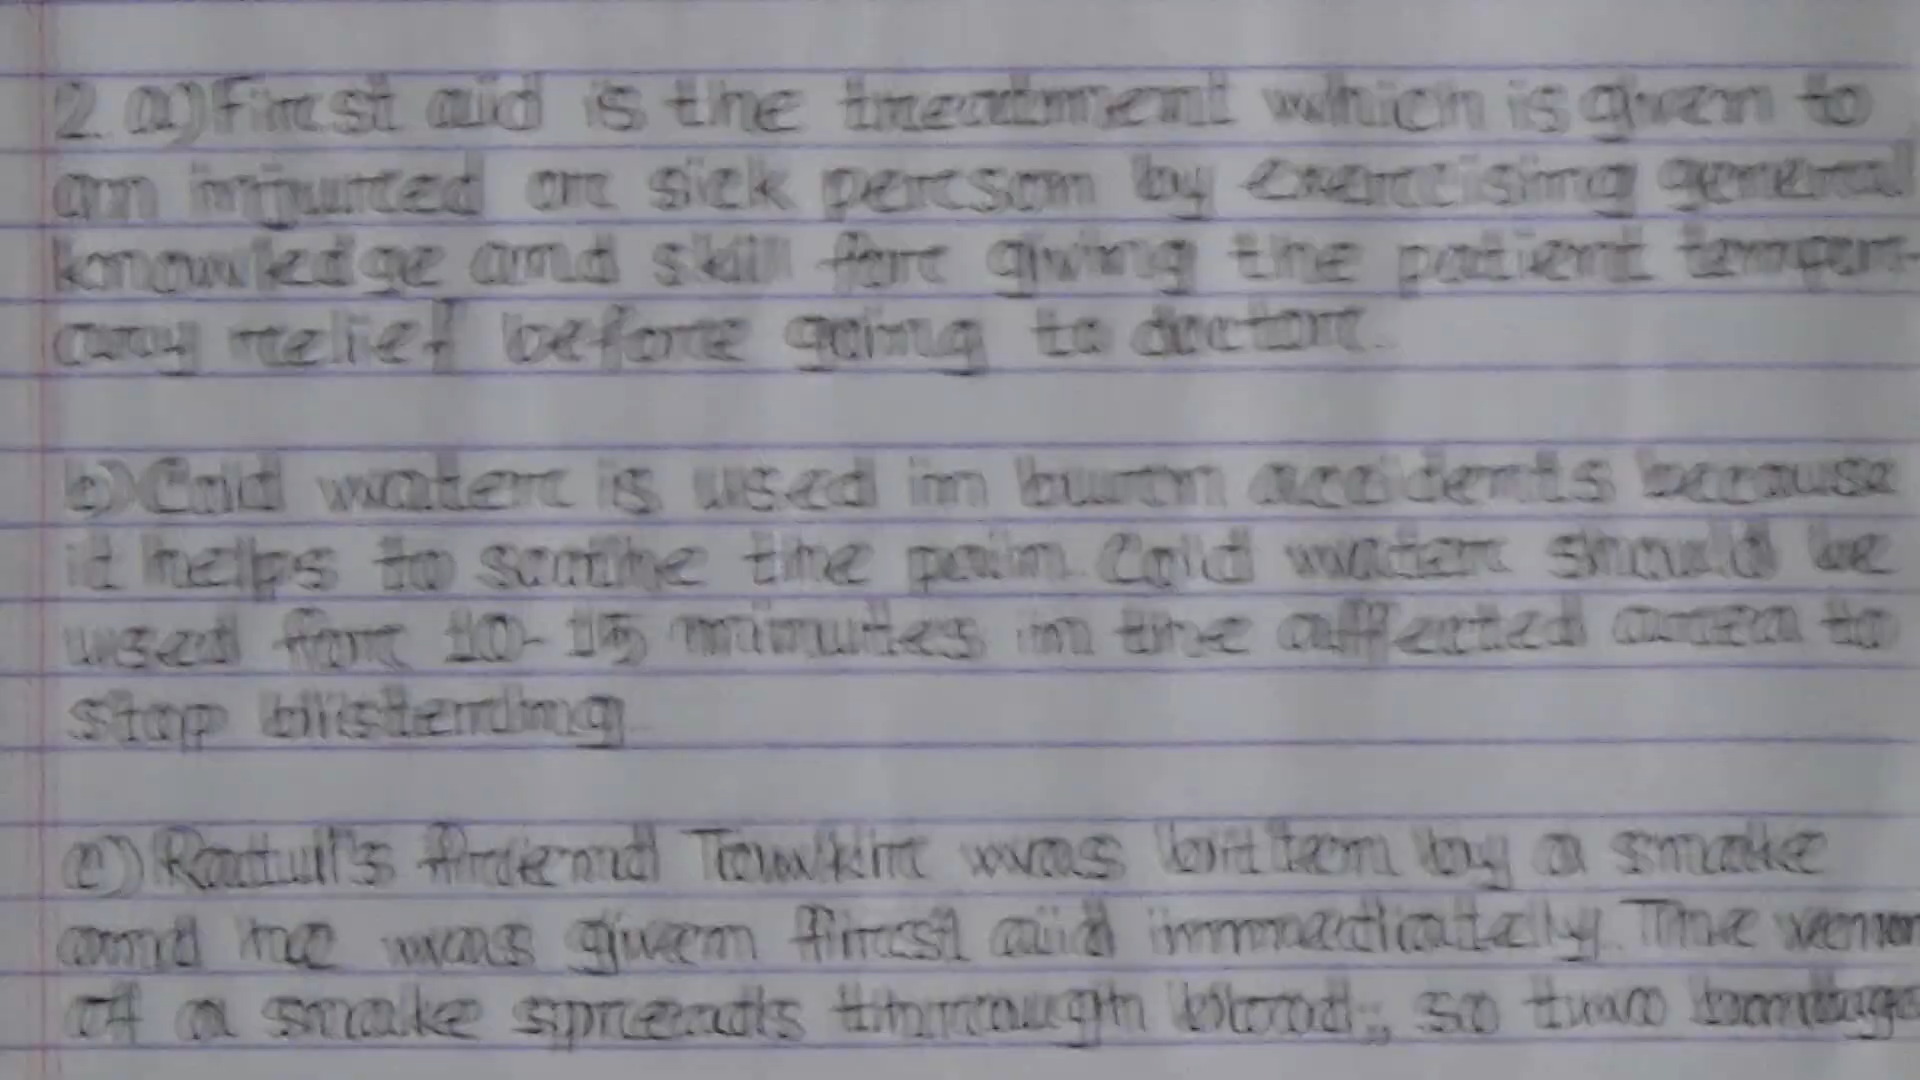 2. a) First aid is the treatment which is given to
an injured or sick person by exercising general
knowledge and skill for giving the patient tempor-
ary relief before going to doctor.
b) Cold water is used in burn accidents because
it helps to soothe the pain. Cold water should be
used for 10-15 minutes in the affected area to
stop blistering
c) Ratul's friend Tawkir was bitten by a snake
and he was given first aid immediately. The venom
of a snake spreads through blood, so two